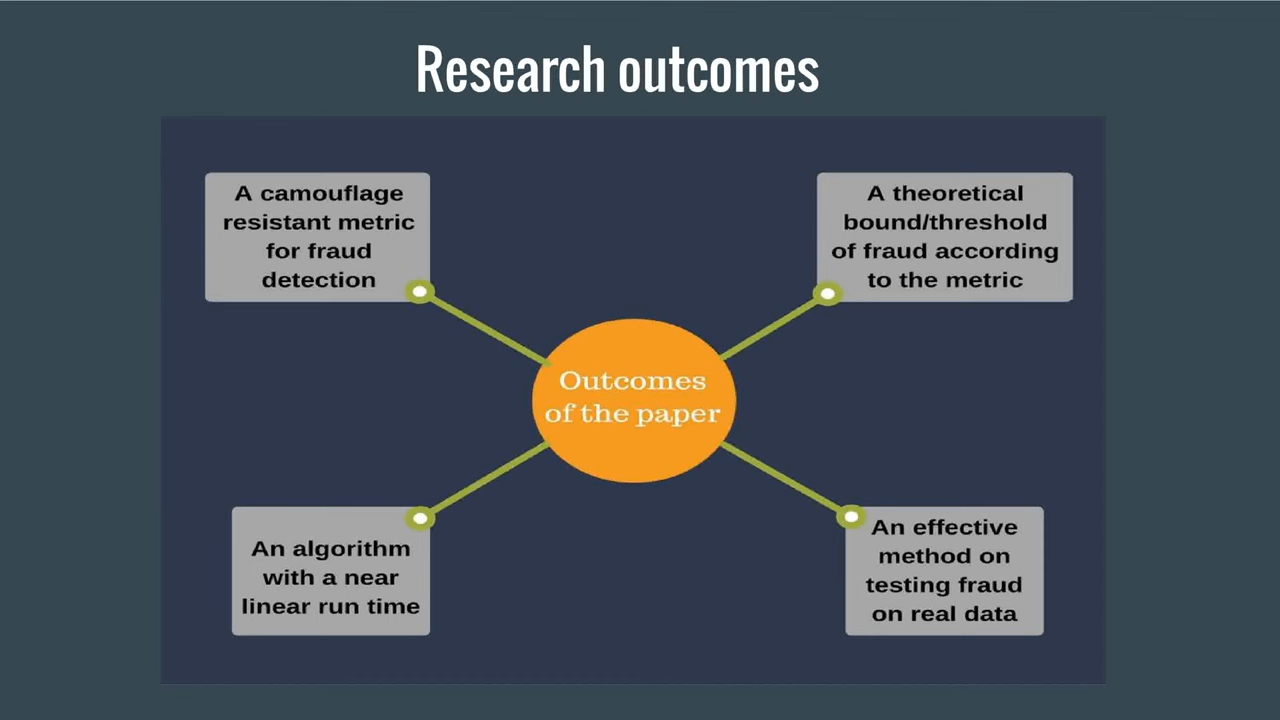 Research outcomes
A camouflage
resistant metric
for fraud
detection
A theoretical
bound/threshold
of fraud according
to the metric
Outcomes
of the paper
An algorithm
with a near
linear run time
An effective
method on
testing fraud
on real data